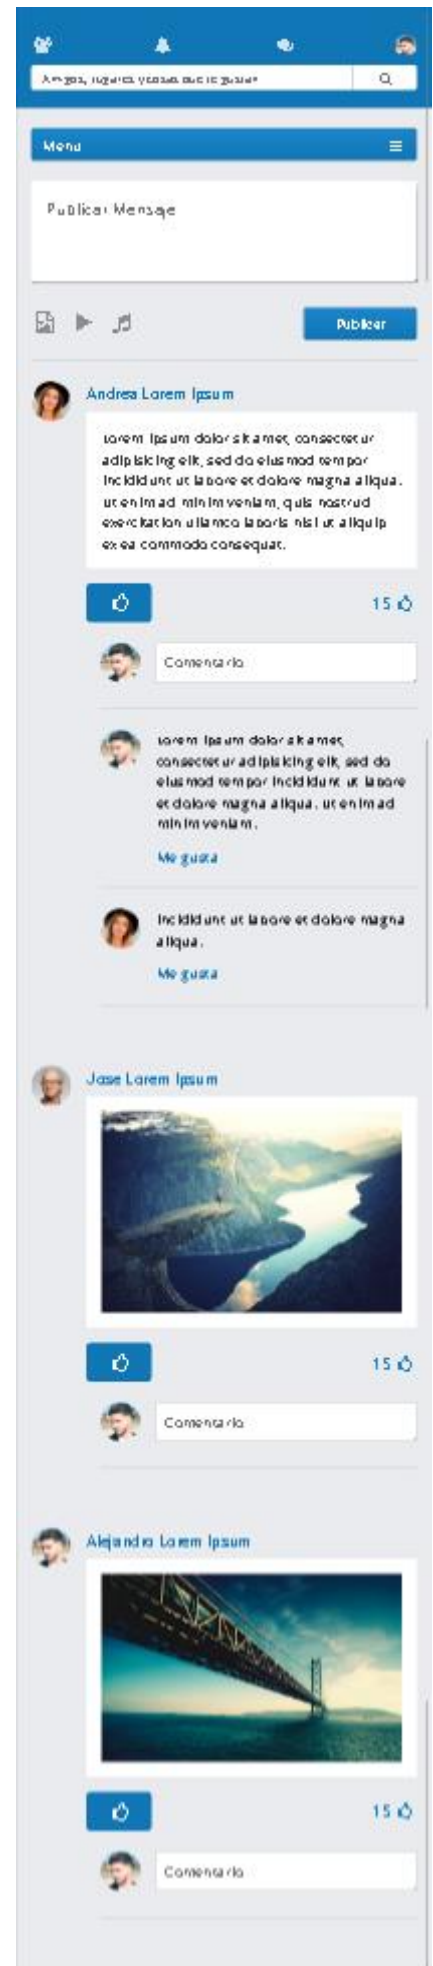 Amigos, lugares y cosas que te gustan
Menu
Publicar Mensaje
Publicar
Andrea Lorem Ipsum
Lorem ipsum dolor sit amet, consectetur
adipisicing elit, sed do eiusmod tempor
incididunt ut labore et dolore magna aliqua.
ut enim ad minim veniam, quis nostrud
exercitation ullamco laboris nisi ut aliquip
ex ea commodo consequat.
15
Comentario
Lorem ipsum dolor sit amet,
consectetur adipisicing elit, sed do
eiusmod tempor incididunt ut labore
et dolore magna aliqua. ut enim ad
minim veniam.
Me gusta
incididunt ut labore et dolore magna
aliqua.
Me gusta
Jose Lorem Ipsum
15
Comentario
Alejandro Lorem Ipsum
15
Comentario